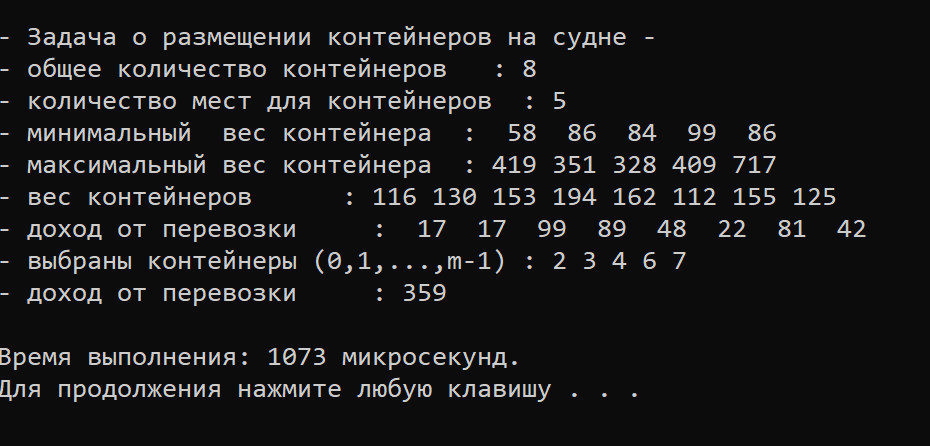 - Задача о размещении контейнеров на судне -
- общее количество контейнеров   : 8
- количество мест для контейнеров  : 5
- минимальный  вес контейнера  :  58  86  84  99  86
- максимальный вес контейнера  : 419 351 328 409 717
- вес контейнеров      : 116 130 153 194 162 112 155 125
- доход от перевозки     :  17  17  99  89  48  22  81  42
- выбраны контейнеры (0,1,...,m-1) : 2 3 4 6 7
- доход от перевозки     : 359

Время выполнения: 1073 микросекунд.
Для продолжения нажмите любую клавишу . . .